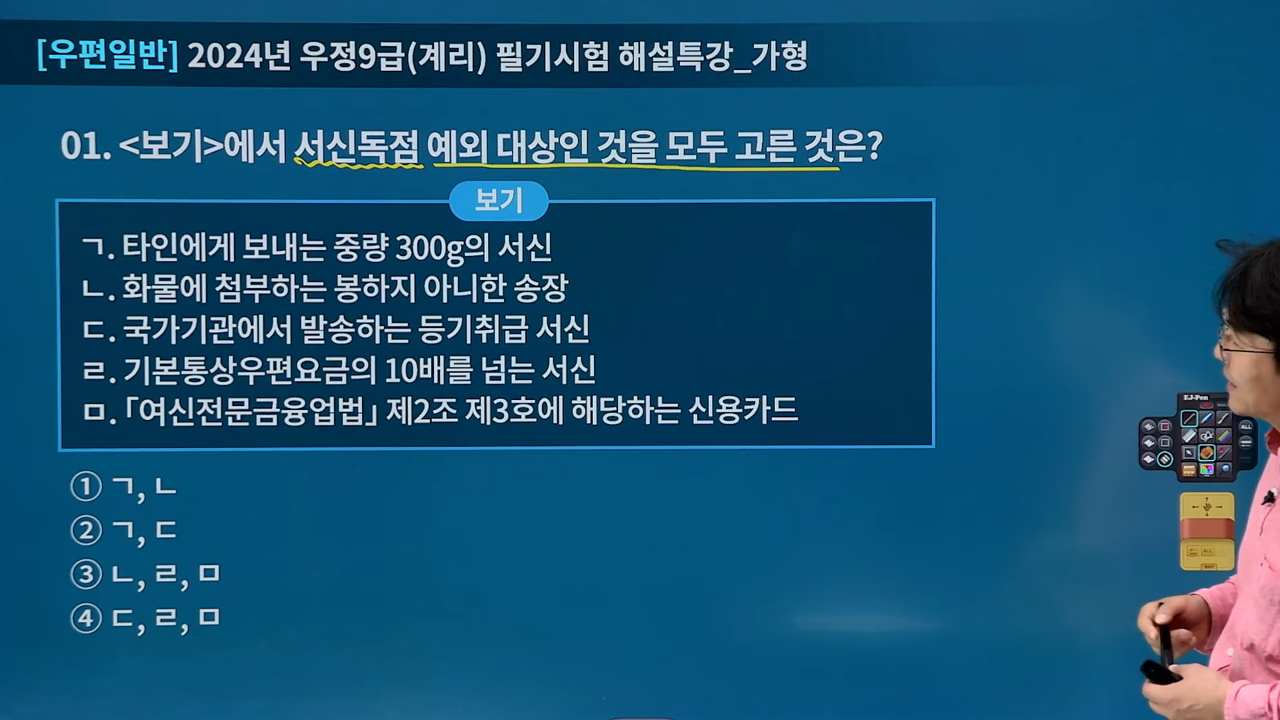 [우편일반] 2024년 우정9급(계리) 필기시험 해설특강_가형
01. <보기>에서 서신독점 예외 대상인 것을 모두 고른 것은?
보기
ㄱ. 타인에게 보내는 중량 300g의 서신
ㄴ. 화물에 첨부하는 봉하지 아니한 송장
ㄷ. 국가기관에서 발송하는 등기취급 서신
ㄹ. 기본통상우편요금의 10배를 넘는 서신
ㅁ. 「여신전문금융업법」 제2조 제3호에 해당하는 신용카드
① ㄱ, ㄴ
② ㄱ, ㄷ
③ ㄴ, ㄹ, ㅁ
④ ㄷ, ㄹ, ㅁ
EJ-Pen
ALL